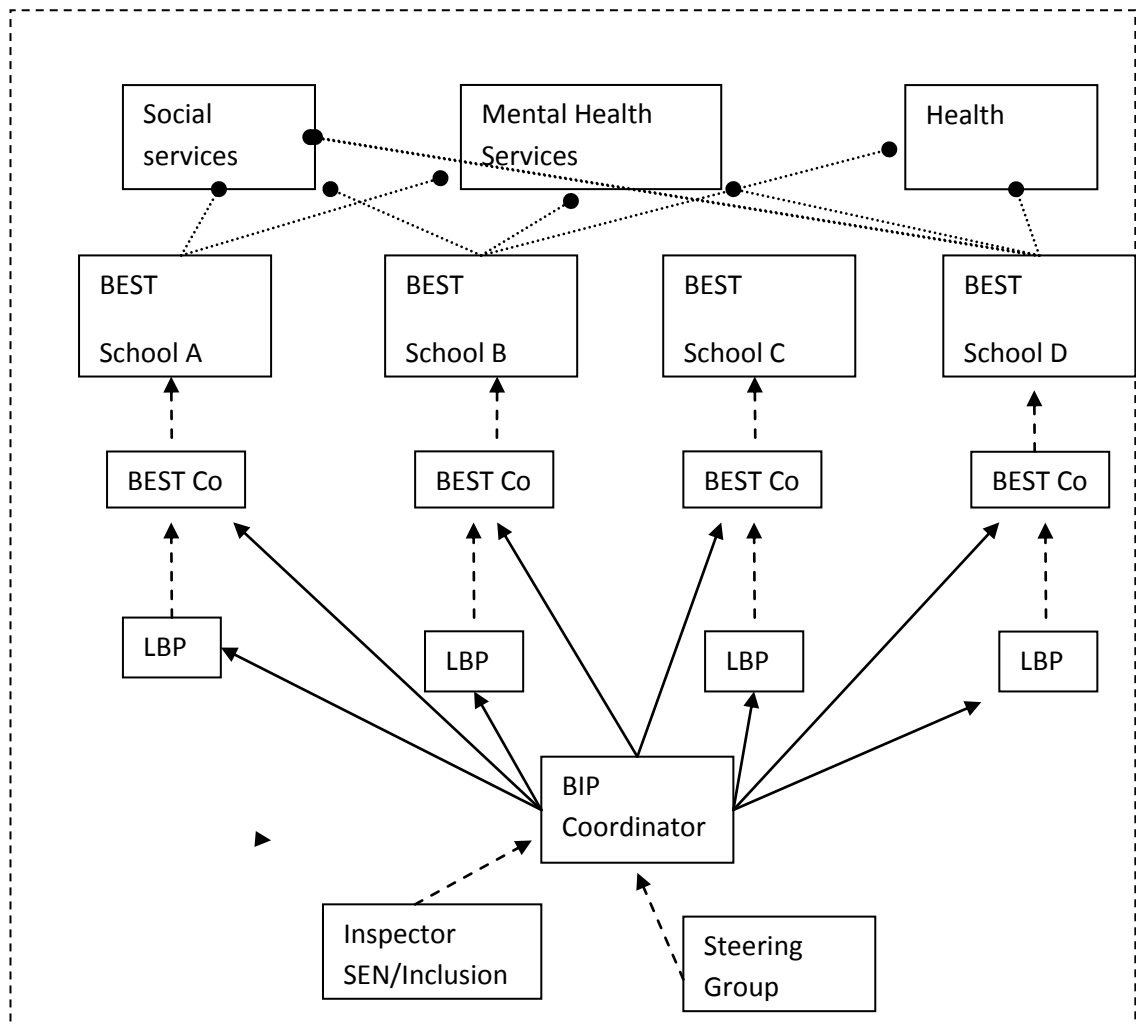 Social
services
Mental Health
Services
Health
BEST
School A
BEST
School B
BEST
School C
BEST
School D
BEST Co
BEST Co
BEST Co
BEST Co
LBP
LBP
LBP
LBP
BIP
Coordinator
Inspector
SEN/Inclusion
Steering
Group